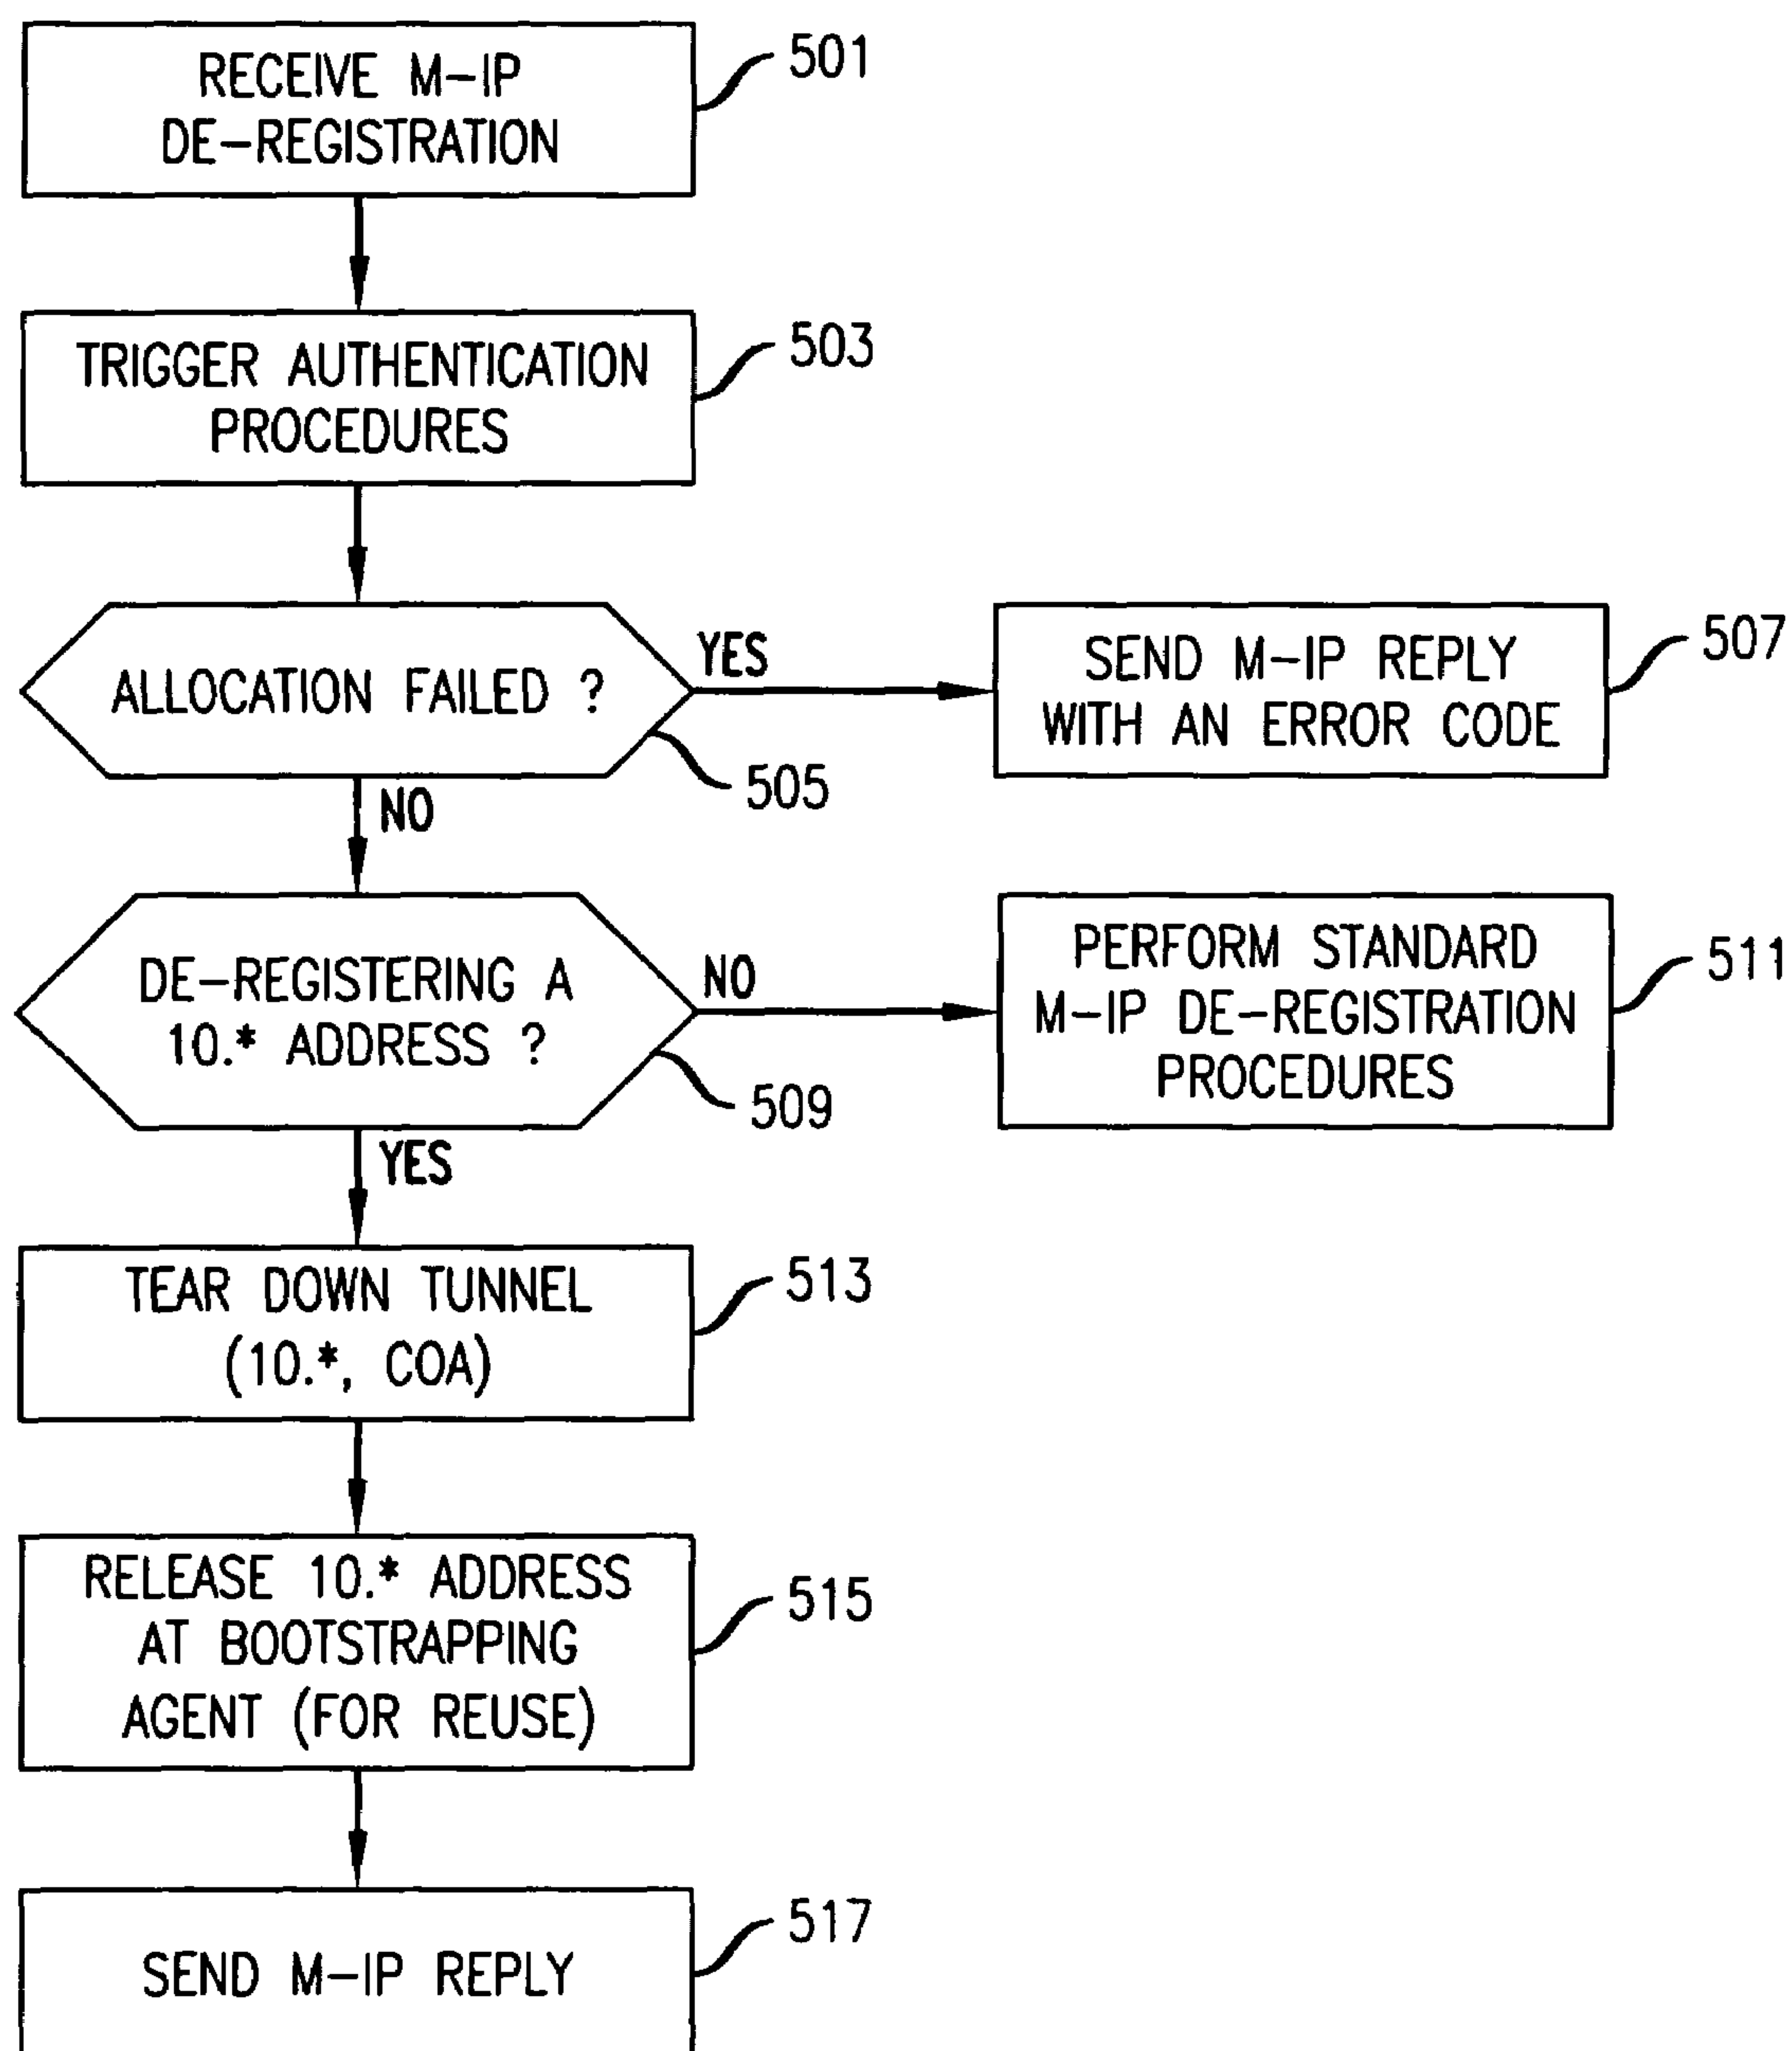 RECEIVE M-IP
DE-REGISTRATION
501
TRIGGER AUTHENTICATION
PROCEDURES
503
ALLOCATION FAILED ?
505
YES
SEND M-IP REPLY
WITH AN ERROR CODE
507
NO
DE-REGISTERING A
10.* ADDRESS ?
509
NO
PERFORM STANDARD
M-IP DE-REGISTRATION
PROCEDURES
511
YES
TEAR DOWN TUNNEL
(10.*, COA)
513
RELEASE 10.* ADDRESS
AT BOOTSTRAPPING
AGENT (FOR REUSE)
515
SEND M-IP REPLY
517